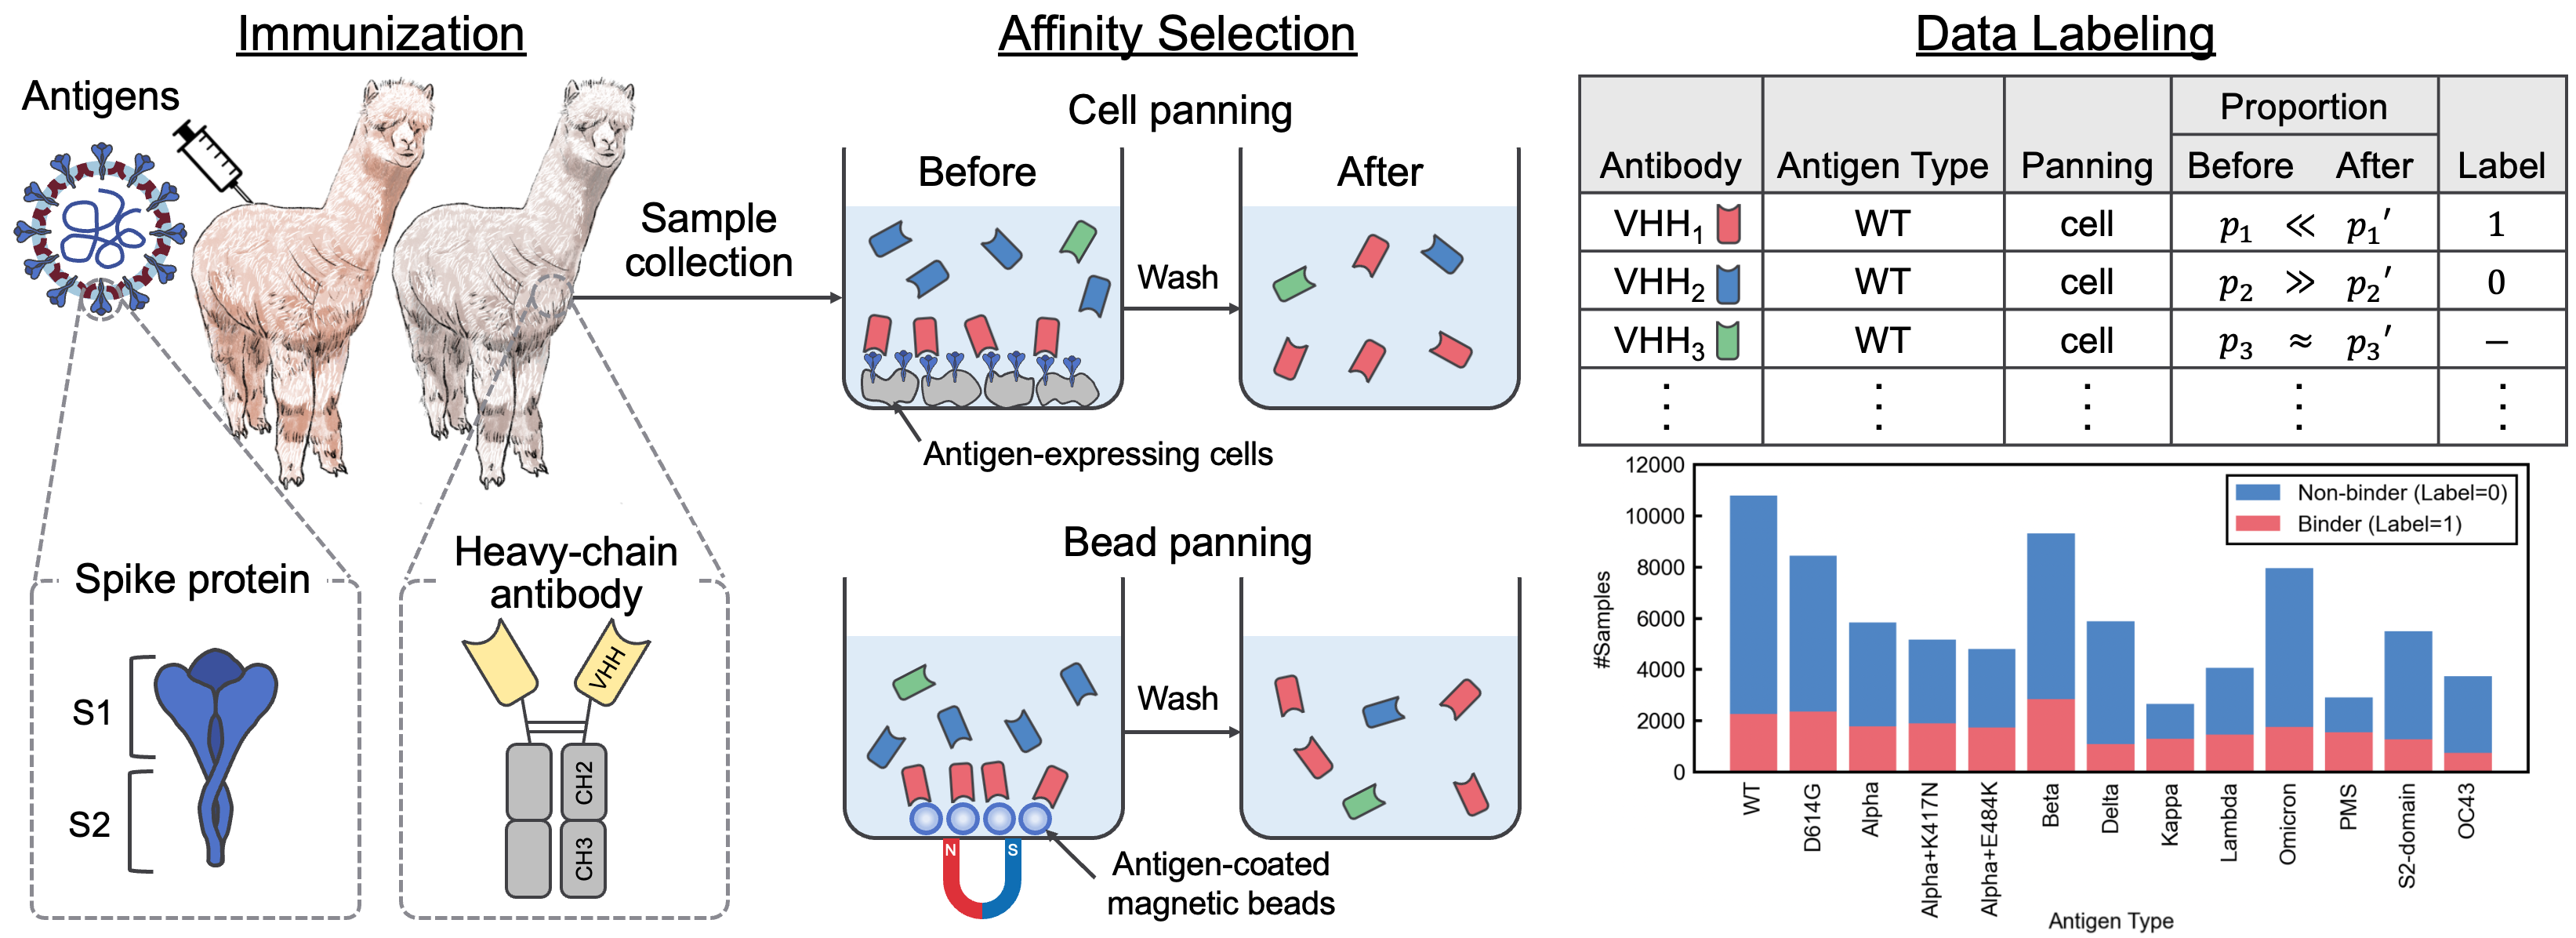 Immunization
Antigens
Sample
collection
Spike protein
S1
S2
Heavy-chain
antibody
VHH
CH2
CH3
Affinity Selection
Cell panning
Before
After
Wash
Antigen-expressing cells
Bead panning
Wash
N S
Antigen-coated
magnetic beads
Data Labeling
Proportion
Antibody Antigen Type Panning Before After Label
VHH₁ WT cell p₁ ≪ p₁′ 1
VHH₂ WT cell p₂ ≫ p₂′ 0
VHH₃ WT cell p₃ ≈ p₃′ −
⋮ ⋮ ⋮ ⋮ ⋮
12000
10000
8000
6000
4000
2000
0
#Samples
Non-binder (Label=0)
Binder (Label=1)
WT
D614G
Alpha
Alpha+K417N
Alpha+E484K
Beta
Delta
Kappa
Lambda
Omicron
PMS
S2-domain
OC43
Antigen Type